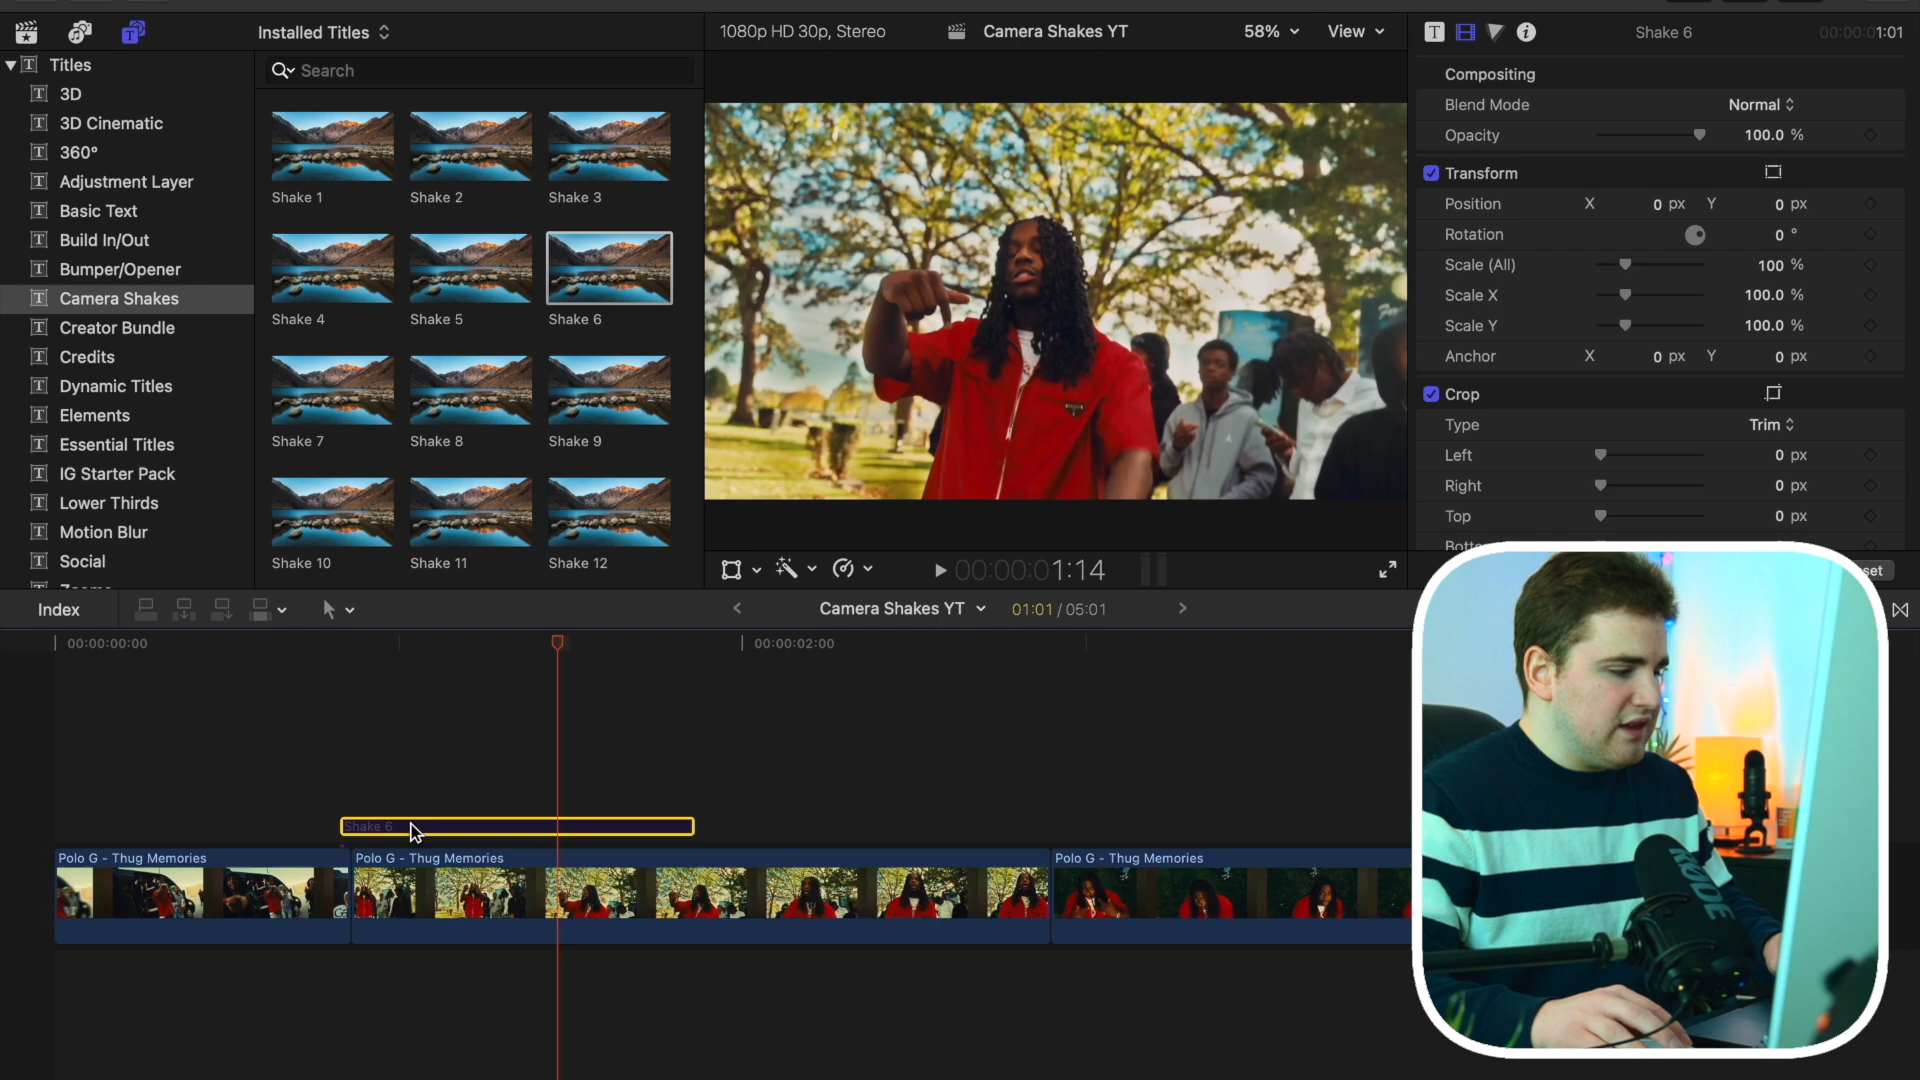 Installed Titles
1080p HD 30p, Stereo
Camera Shakes YT
58%
View
T
Shake 6
00:00:01:01
Titles
3D
3D Cinematic
360°
Adjustment Layer
Basic Text
Build In/Out
Bumper/Opener
Camera Shakes
Creator Bundle
Credits
Dynamic Titles
Elements
Essential Titles
IG Starter Pack
Lower Thirds
Motion Blur
Social
Search
Shake 1
Shake 2
Shake 3
Shake 4
Shake 5
Shake 6
Shake 7
Shake 8
Shake 9
Shake 10
Shake 11
Shake 12
Compositing
Blend Mode Normal
Opacity 100.0 %
Transform
Position X 0 px Y 0 px
Rotation 0 °
Scale (All) 100 %
Scale X 100.0 %
Scale Y 100.0 %
Anchor X 0 px Y 0 px
Crop
Type Trim
Left 0 px
Right 0 px
Top 0 px
00:00:01:14
Index
Camera Shakes YT
01:01 / 05:01
00:00:00:00
00:00:02:00
Shake 6
Polo G - Thug Memories
Polo G - Thug Memories
Polo G - Thug Memories
RØDE